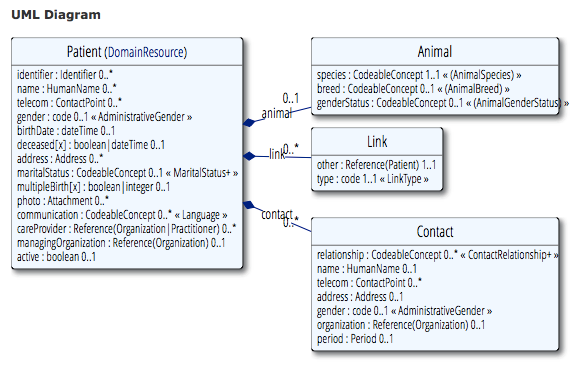 UML Diagram
Patient (DomainResource)
identifier : Identifier 0..*
name : HumanName 0..*
telecom : ContactPoint 0..*
gender : code 0..1 « AdministrativeGender »
birthDate : dateTime 0..1
deceased[x] : boolean|dateTime 0..1
address : Address 0..*
maritalStatus : CodeableConcept 0..1 « MaritalStatus+ »
multipleBirth[x] : boolean|integer 0..1
photo : Attachment 0..*
communication : CodeableConcept 0..* « Language »
careProvider : Reference(Organization|Practitioner) 0..*
managingOrganization : Reference(Organization) 0..1
active : boolean 0..1
0..1
animal
link
0..*
contact
0..*
Animal
species : CodeableConcept 1..1 « (AnimalSpecies) »
breed : CodeableConcept 0..1 « (AnimalBreed) »
genderStatus : CodeableConcept 0..1 « (AnimalGenderStatus) »
Link
other : Reference(Patient) 1..1
type : code 1..1 « LinkType »
Contact
relationship : CodeableConcept 0..* « ContactRelationship+ »
name : HumanName 0..1
telecom : ContactPoint 0..*
address : Address 0..1
gender : code 0..1 « AdministrativeGender »
organization : Reference(Organization) 0..1
period : Period 0..1